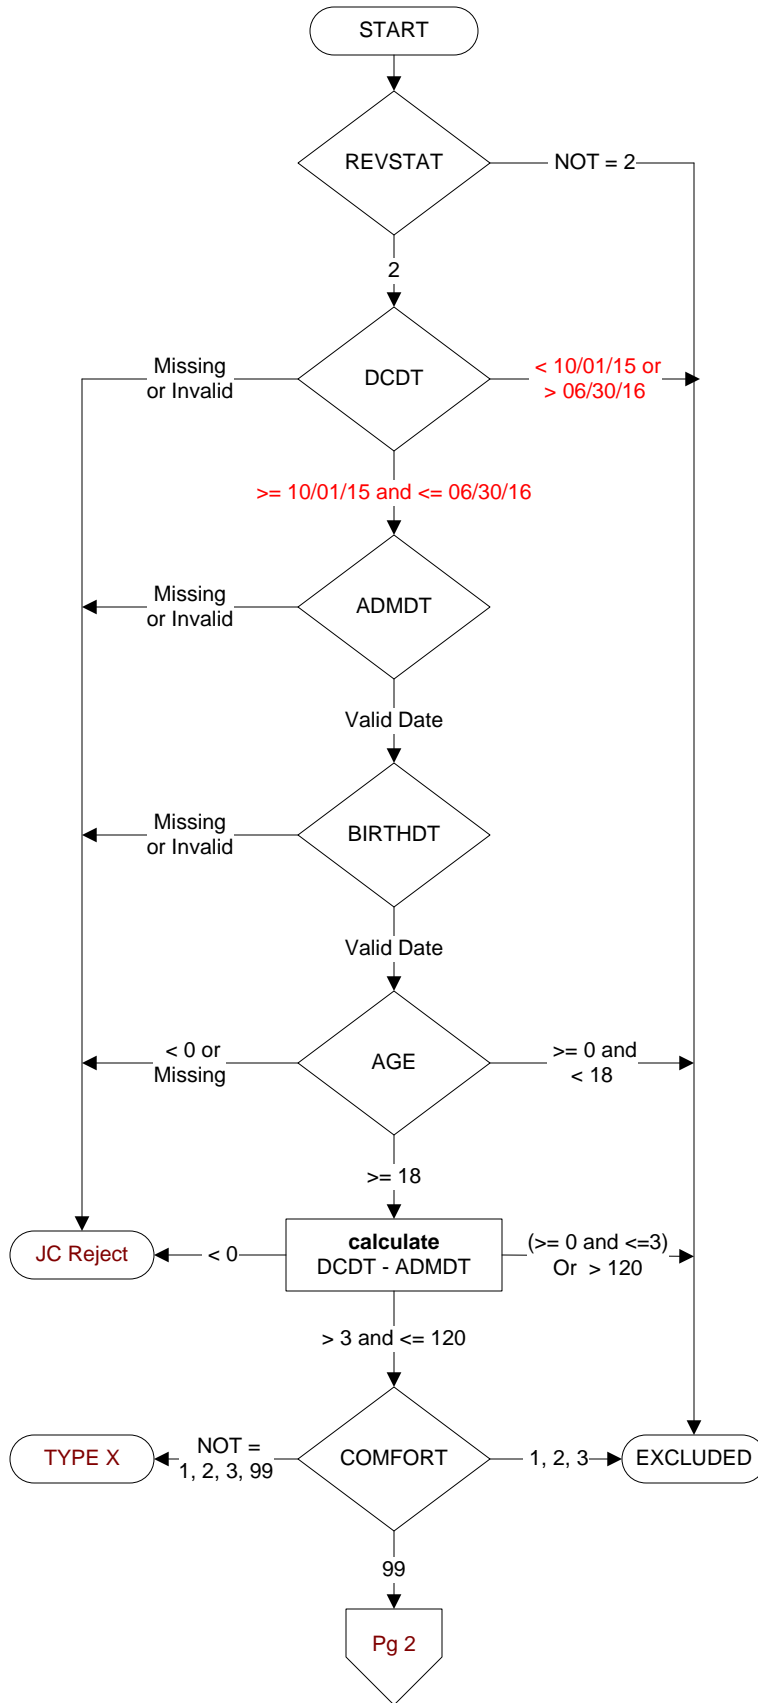 START
REVSTAT
NOT = 2
2
Missing
or Invalid
DCDT
< 10/01/15 or
> 06/30/16
>= 10/01/15 and <= 06/30/16
Missing
or Invalid
ADMDT
Valid Date
Missing
or Invalid
BIRTHDT
Valid Date
< 0 or
Missing
AGE
>= 0 and
< 18
>= 18
JC Reject
< 0
calculate
DCDT - ADMDT
(>= 0 and <=3)
Or > 120
> 3 and <= 120
TYPE X
NOT =
1, 2, 3, 99
COMFORT
1, 2, 3
EXCLUDED
99
Pg 2